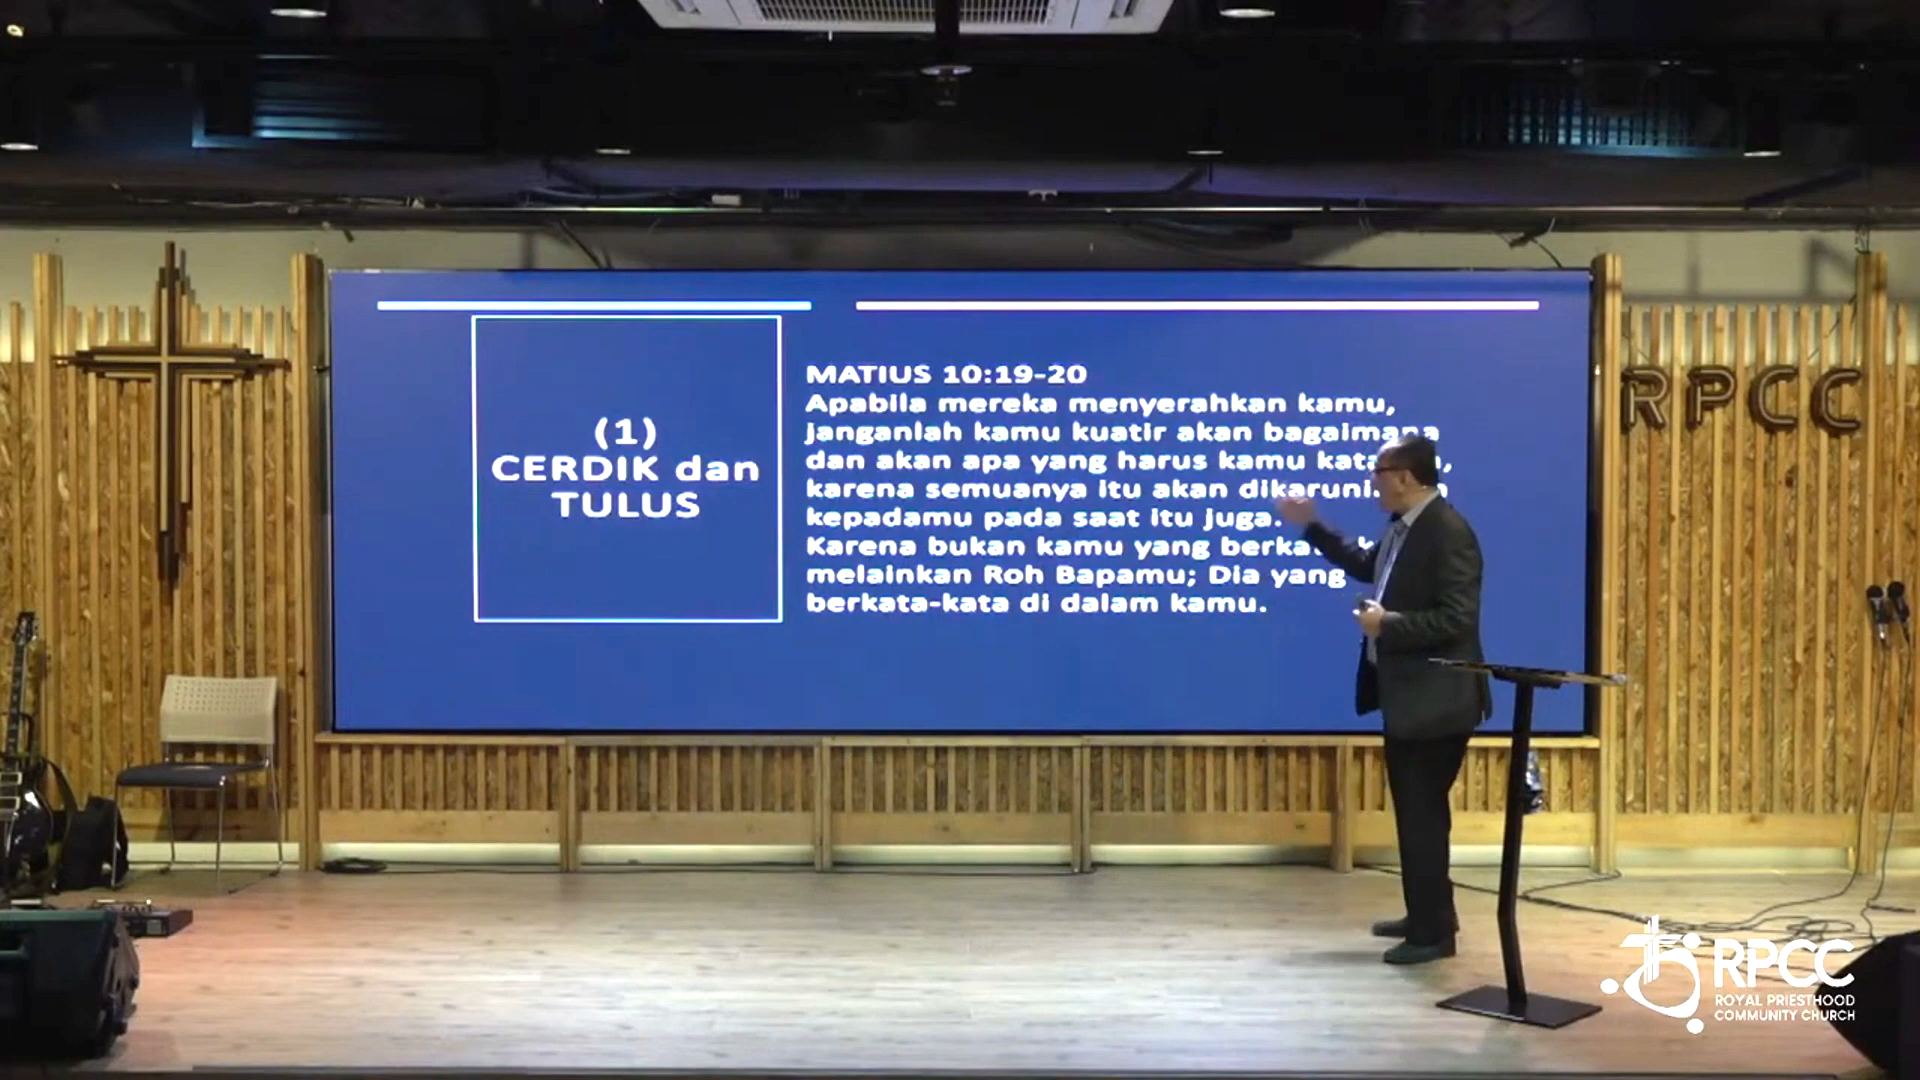 (1)
CERDIK dan
TULUS
MATIUS 10:19-20
Apabila mereka menyerahkan kamu,
janganlah kamu kuatir akan bagaimana
dan akan apa yang harus kamu
karena semuanya itu akan
kepadamu pada saat itu juga.
Karena bukan kamu yang
melainkan Roh Bapamu; Dia yang
berkata-kata di dalam kamu.
RPCC
RPCC
ROYAL PRIESTHOOD
COMMUNITY CHURCH